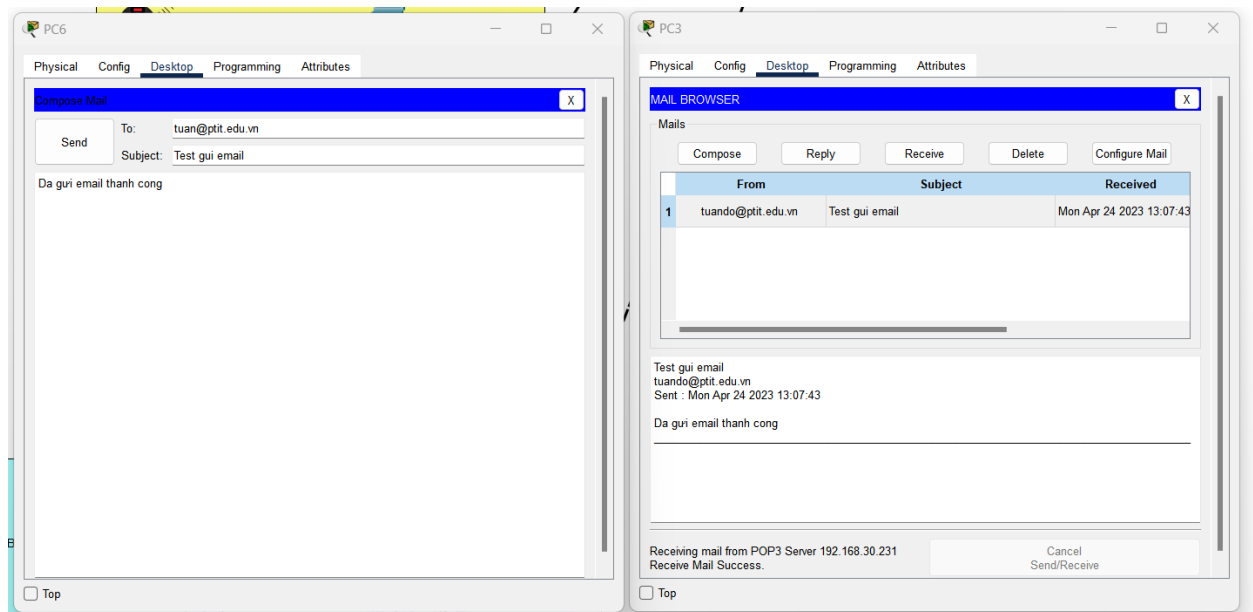 PC6
Physical Config Desktop Programming Attributes
Compose Mail
X
Send
To: tuan@ptit.edu.vn
Subject: Test gui email
Da gưi email thanh cong
Top
PC3
Physical Config Desktop Programming Attributes
MAIL BROWSER
X
Mails
Compose Reply Receive Delete Configure Mail
From Subject Received
1 tuando@ptit.edu.vn Test gui email Mon Apr 24 2023 13:07:43
Test gui email
tuando@ptit.edu.vn
Sent : Mon Apr 24 2023 13:07:43
Da gưi email thanh cong
Receiving mail from POP3 Server 192.168.30.231
Receive Mail Success.
Cancel
Send/Receive
Top